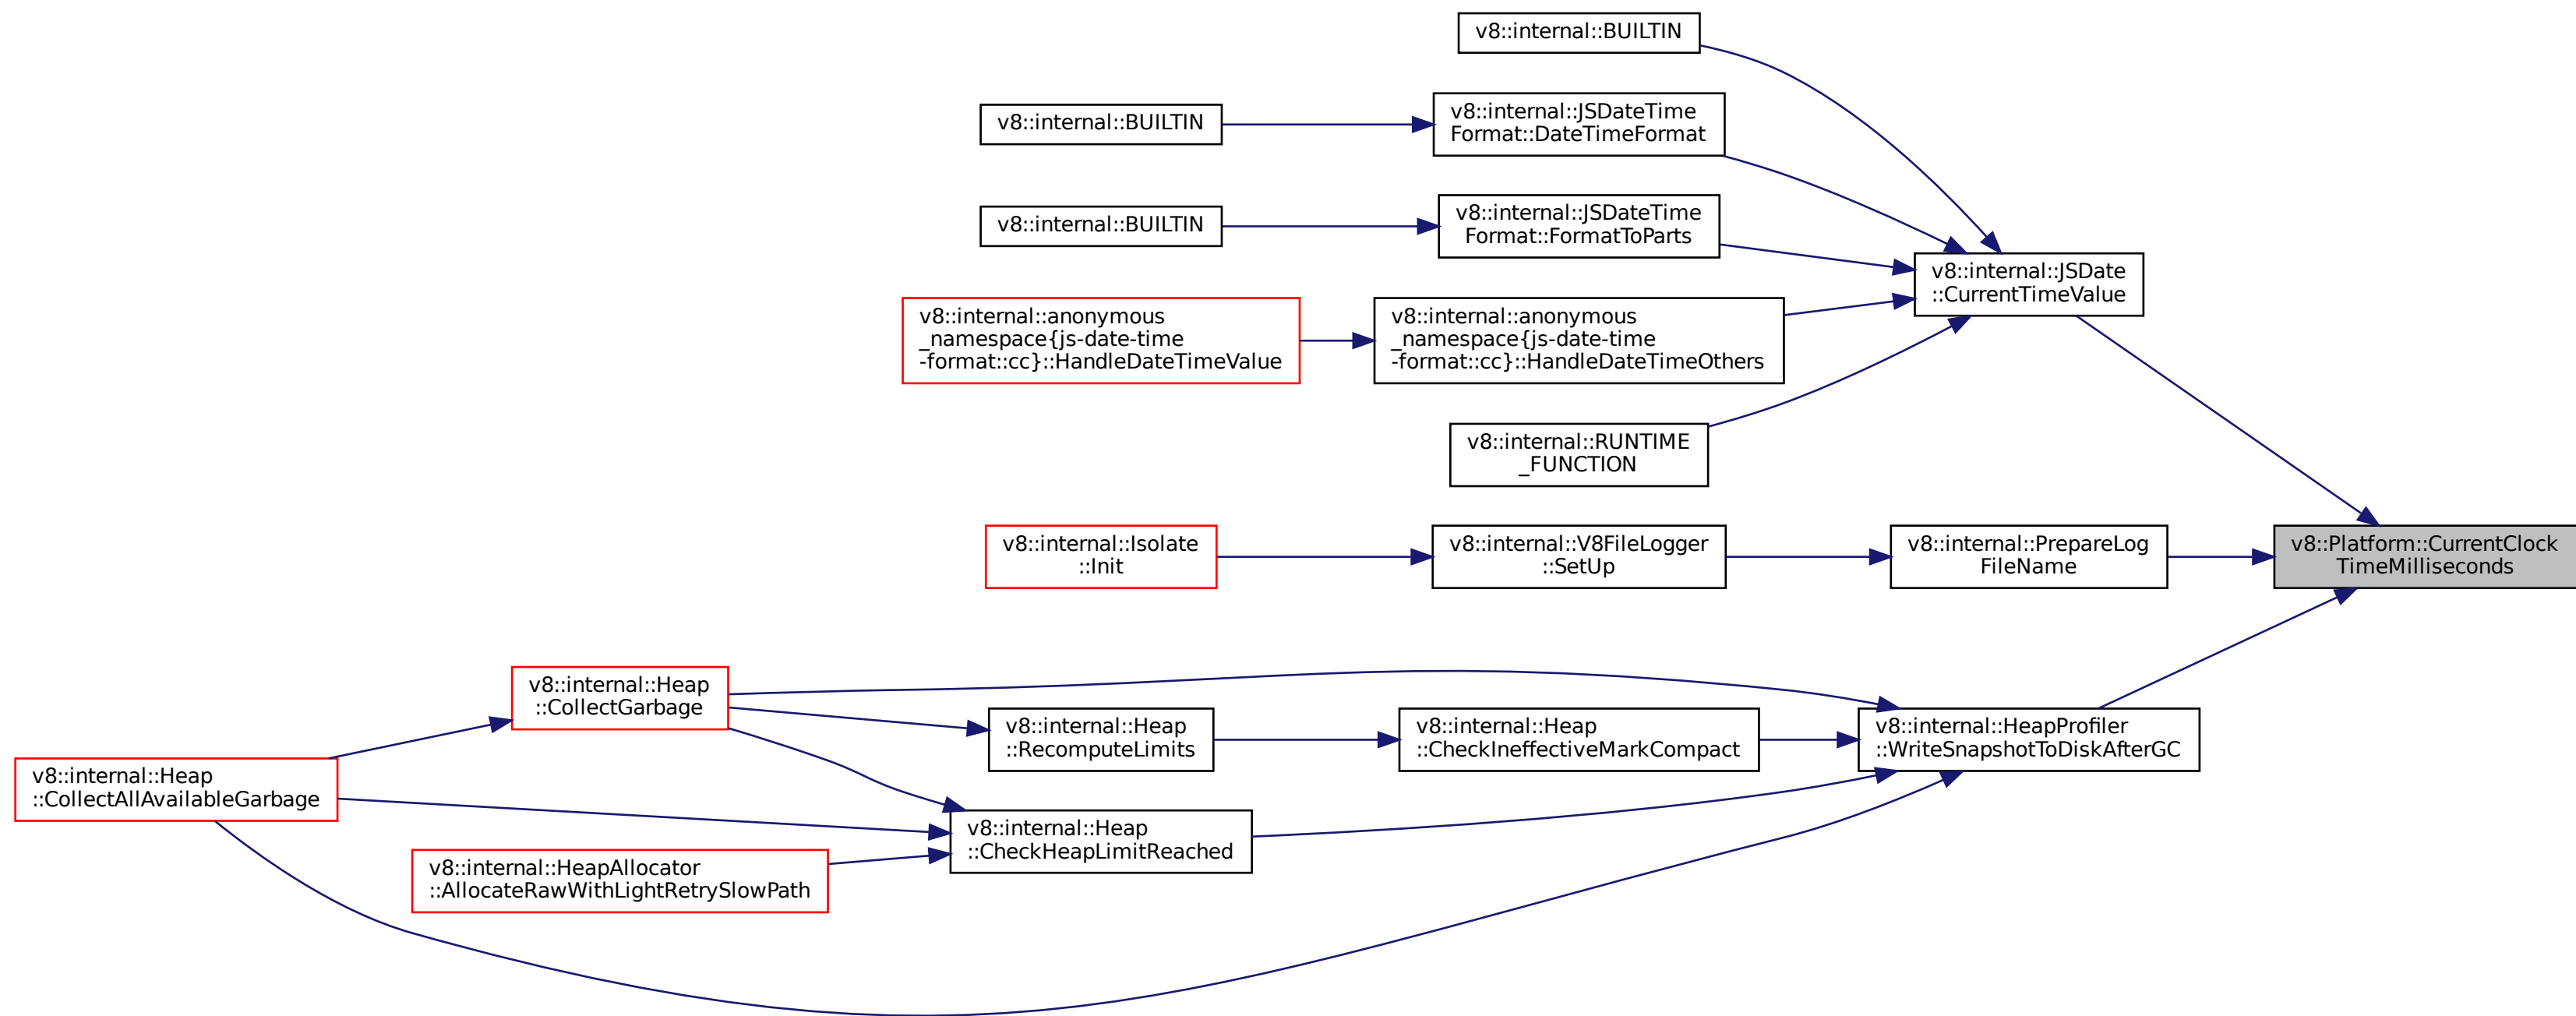 v8::internal::BUILTIN
v8::internal::JSDateTime
Format::DateTimeFormat
v8::internal::BUILTIN
v8::internal::JSDateTime
Format::FormatToParts
v8::internal::BUILTIN
v8::internal::JSDate
::CurrentTimeValue
v8::internal::anonymous
_namespace{js-date-time
-format::cc}::HandleDateTimeValue
v8::internal::anonymous
_namespace{js-date-time
-format::cc}::HandleDateTimeOthers
v8::internal::RUNTIME
_FUNCTION
v8::internal::Isolate
::Init
v8::internal::V8FileLogger
::SetUp
v8::internal::PrepareLog
FileName
v8::Platform::CurrentClock
TimeMilliseconds
v8::internal::Heap
::CollectGarbage
v8::internal::Heap
::RecomputeLimits
v8::internal::Heap
::CheckIneffectiveMarkCompact
v8::internal::HeapProfiler
::WriteSnapshotToDiskAfterGC
v8::internal::Heap
::CollectAllAvailableGarbage
v8::internal::Heap
::CheckHeapLimitReached
v8::internal::HeapAllocator
::AllocateRawWithLightRetrySlowPath